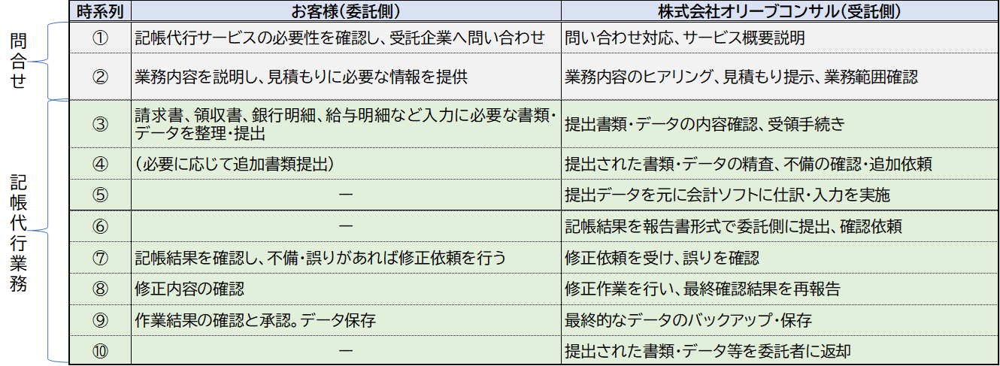 時系列 お客様（委託側） 株式会社オリーブコンサル（受託側）
問合せ
① 記帳代行サービスの必要性を確認し、受託企業へ問い合わせ 問い合わせ対応、サービス概要説明
② 業務内容を説明し、見積もりに必要な情報を提供 業務内容のヒアリング、見積もり提示、業務範囲確認
記帳代行業務
③ 請求書、領収書、銀行明細、給与明細など入力に必要な書類・
データを整理・提出 提出書類・データの内容確認、受領手続き
④ （必要に応じて追加書類提出） 提出された書類・データの精査、不備の確認・追加依頼
⑤ － 提出データを元に会計ソフトに仕訳・入力を実施
⑥ － 記帳結果を報告書形式で委託側に提出、確認依頼
⑦ 記帳結果を確認し、不備・誤りがあれば修正依頼を行う 修正依頼を受け、誤りを確認
⑧ 修正内容の確認 修正作業を行い、最終確認結果を再報告
⑨ 作業結果の確認と承認。データ保存 最終的なデータのバックアップ・保存
⑩ － 提出された書類・データ等を委託者に返却